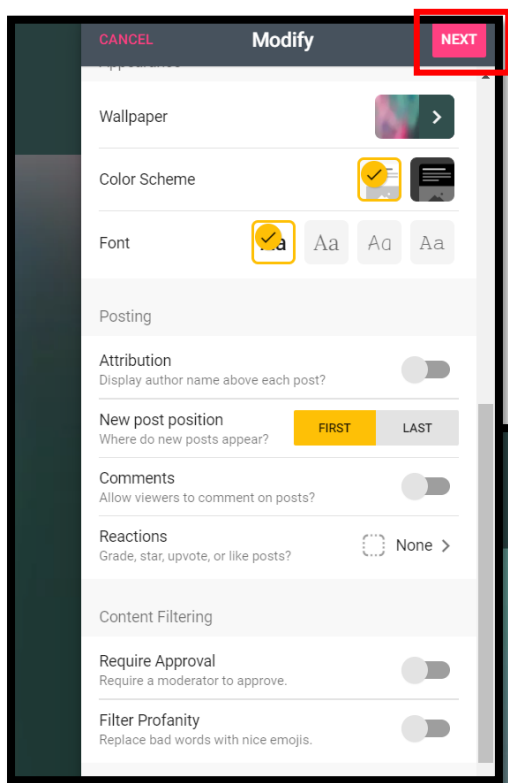 CANCEL Modify NEXT
Appearance
Wallpaper
Color Scheme
Font Aa Aa Aa Aa
Posting
Attribution
Display author name above each post?
New post position
Where do new posts appear?
FIRST LAST
Comments
Allow viewers to comment on posts?
Reactions
Grade, star, upvote, or like posts?
None
Content Filtering
Require Approval
Require a moderator to approve.
Filter Profanity
Replace bad words with nice emojis.